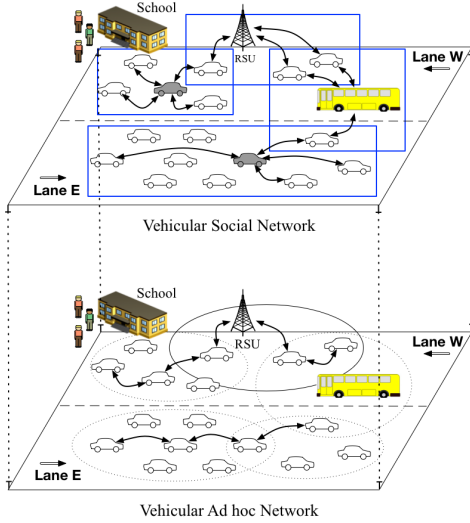 School
RSU
Lane W
Lane E
Vehicular Social Network
School
RSU
Lane W
Lane E
Vehicular Ad hoc Network